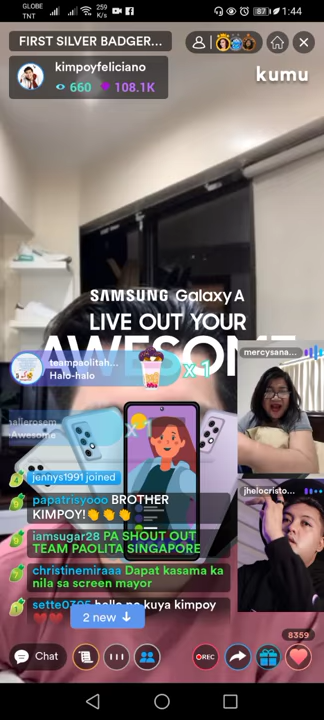 GLOBE
TNT
259
K/s
87
1:44
FIRST SILVER BADGER...
kimpoyfeliciano
660
108.1K
kumu
SAMSUNG Galaxy A
LIVE OUT YOUR
AWESOME
teampaolitah...
Halo-halo
x 1
mercysana...
Awesome
x 1
jennys1991 joined
papatrisyooo BROTHER
KIMPOY!👏👏👏
iamsugar28 PA SHOUT OUT
TEAM PAOLITA SINGAPORE
christinemiraaa Dapat kasama ka
nila sa screen mayor
jhelocristo...
kuya kimpoy
2 new ↓
8359
Chat
REC